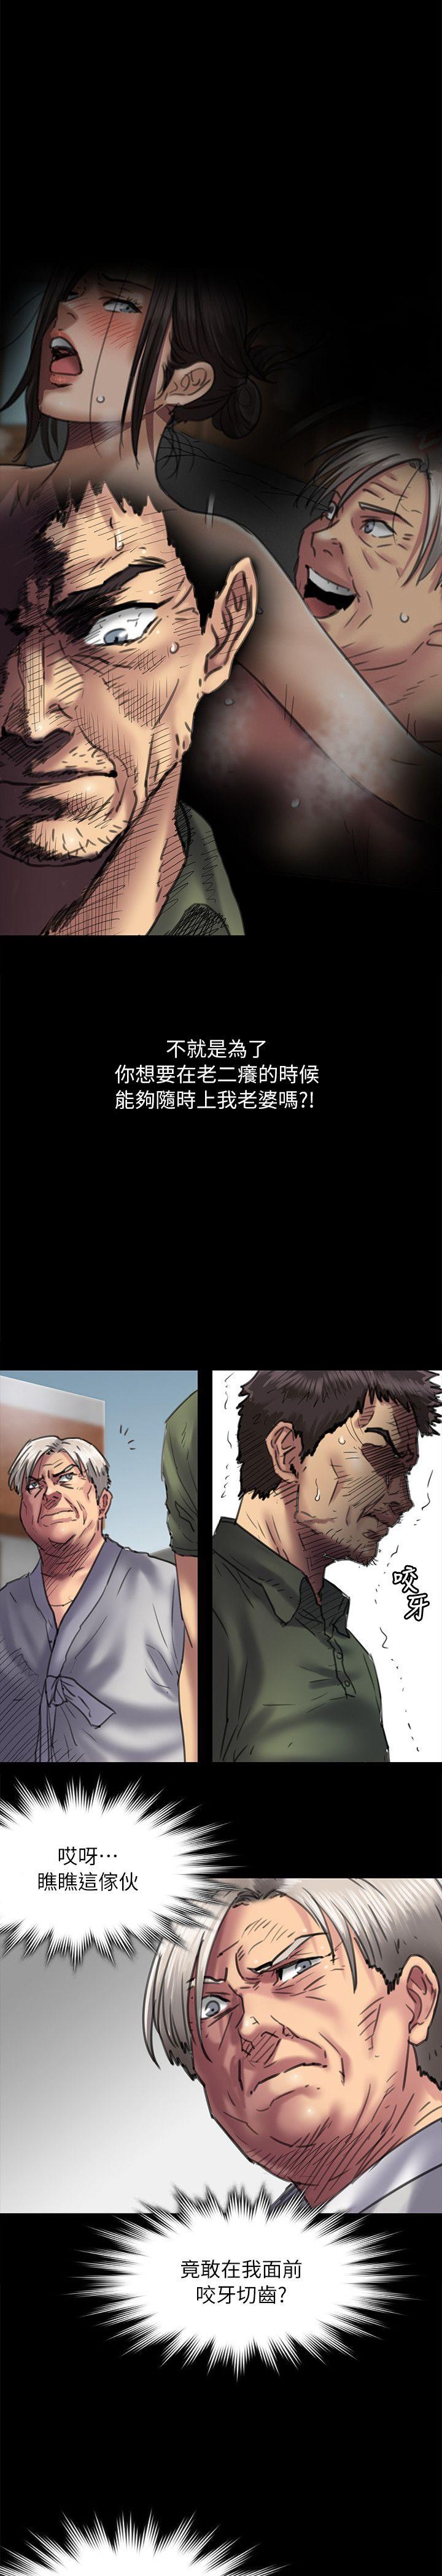 不就是為了
你想要在老二癢的時候
能夠隨時上我老婆嗎?!
咬牙
哎呀…
瞧瞧這傢伙
竟敢在我面前
咬牙切齒?